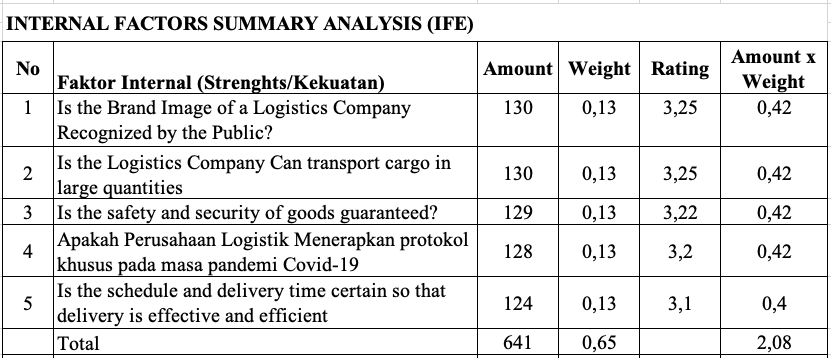 INTERNAL FACTORS SUMMARY ANALYSIS (IFE)
No Faktor Internal (Strenghts/Kekuatan) Amount Weight Rating Amount x Weight
1 Is the Brand Image of a Logistics Company 130 0,13 3,25 0,42
Recognized by the Public?
2 Is the Logistics Company Can transport cargo in 130 0,13 3,25 0,42
large quantities
3 Is the safety and security of goods guaranteed? 129 0,13 3,22 0,42
4 Apakah Perusahaan Logistik Menerapkan protokol 128 0,13 3,2 0,42
khusus pada masa pandemi Covid-19
5 Is the schedule and delivery time certain so that 124 0,13 3,1 0,4
delivery is effective and efficient
Total 641 0,65 2,08